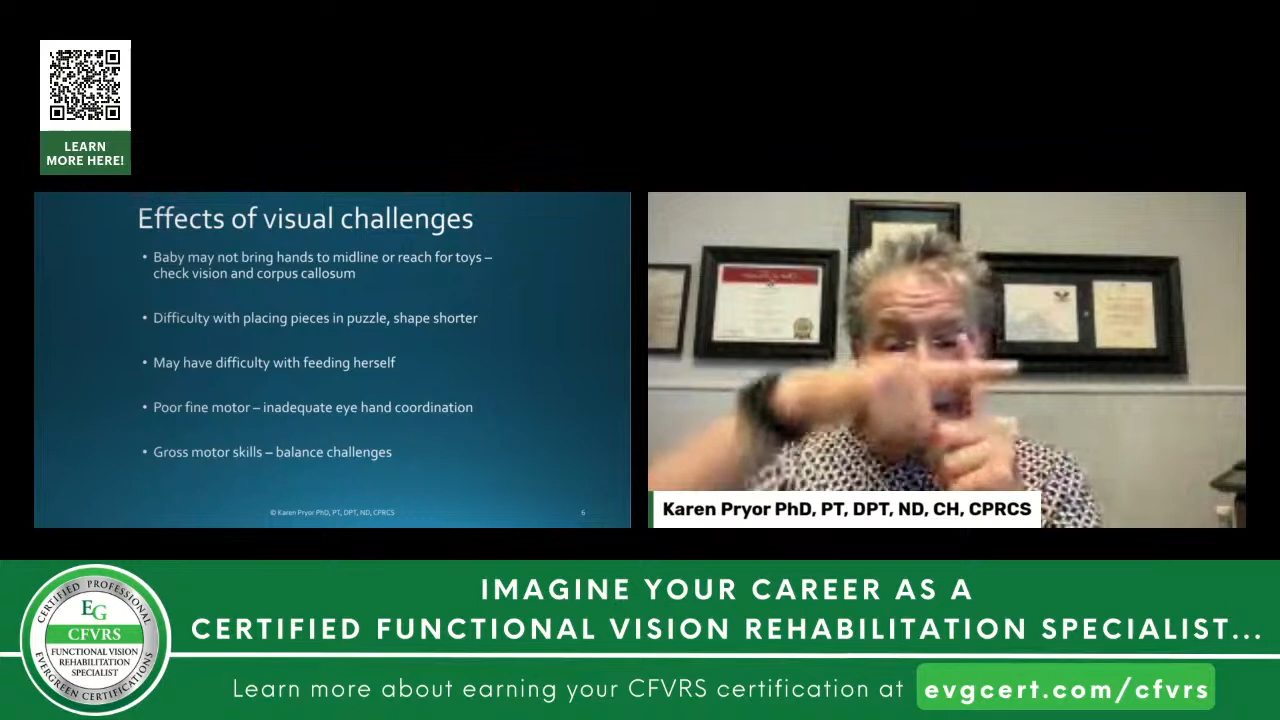 LEARN
MORE HERE!
Effects of visual challenges
• Baby may not bring hands to midline or reach for toys –
check vision and corpus callosum
• Difficulty with placing pieces in puzzle, shape shorter
• May have difficulty with feeding herself
• Poor fine motor – inadequate eye hand coordination
• Gross motor skills – balance challenges
© Karen Pryor PhD, PT, DPT, ND, CPRCS
6
Karen Pryor PhD, PT, DPT, ND, CH, CPRCS
CERTIFIED PROFESSIONAL
EG
CFVRS
FUNCTIONAL VISION
REHABILITATION
SPECIALIST
EVERGREEN CERTIFICATIONS
IMAGINE YOUR CAREER AS A
CERTIFIED FUNCTIONAL VISION REHABILITATION SPECIALIST...
Learn more about earning your CFVRS certification at evgcert.com/cfvrs